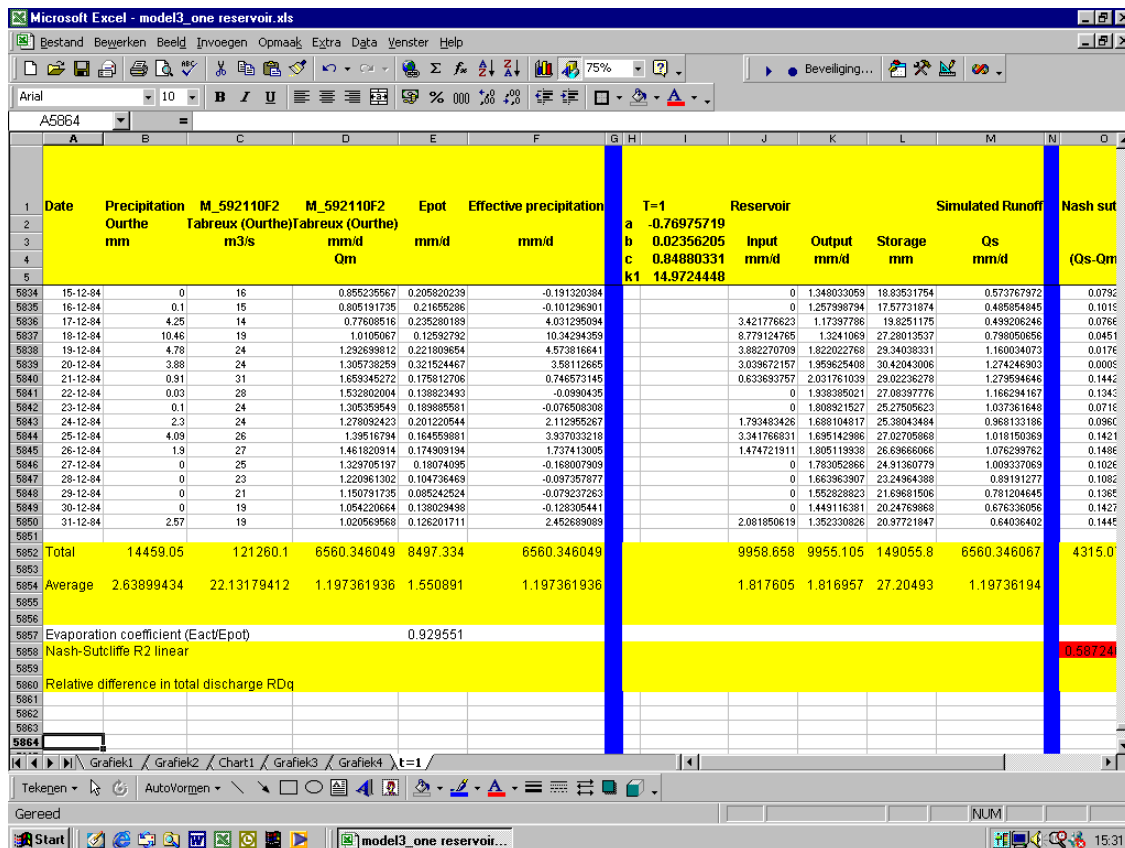 Microsoft Excel - model3_one reservoir.xls
Bestand Bewerken Beeld Invoegen Opmaak Extra Data Venster Help
75% Beveiliging...
Arial 10 B I U
A5864 =
A B C D E F G H I J K L M N O
1 Date Precipitation M_592110F2 M_592110F2 Epot Effective precipitation T=1 Reservoir Simulated Runoff Nash sut
2 Ourthe Tabreux (Ourthe) Tabreux (Ourthe) a -0.76975719
3 mm m3/s mm/d mm/d mm/d b 0.02356205 Input Output Storage Qs
4 Qm c 0.84880331 mm/d mm/d mm mm/d (Qs-Qm
5 k1 14.9724448
5834 15-12-84 0 16 0.855235567 0.205820239 -0.191320384 0 1.348033059 18.83531754 0.573767972 0.0792
5835 16-12-84 0.1 15 0.805191735 0.21655286 -0.101296901 0 1.257998794 17.57731874 0.485854845 0.1019
5836 17-12-84 4.25 14 0.77608516 0.235280189 4.031295094 3.421776623 1.17397786 19.8251175 0.499206246 0.0766
5837 18-12-84 10.46 19 1.0105067 0.12592792 10.34294359 8.779124765 1.3241069 27.28013537 0.798050656 0.0451
5838 19-12-84 4.78 24 1.292699812 0.221809654 4.573816641 3.882270709 1.822022768 29.34038331 1.160034073 0.0176
5839 20-12-84 3.88 24 1.305738259 0.321524467 3.58112665 3.039672157 1.959625408 30.42043006 1.274246903 0.0009
5840 21-12-84 0.91 31 1.659345272 0.175812706 0.746573145 0.633693757 2.031761039 29.02236278 1.279594646 0.1442
5841 22-12-84 0.03 28 1.532802004 0.138823493 -0.0990435 0 1.938385021 27.08397776 1.166294167 0.1343
5842 23-12-84 0.1 24 1.305359549 0.189885581 -0.076508308 0 1.808921527 25.27505623 1.037361648 0.0718
5843 24-12-84 2.3 24 1.278092423 0.201220544 2.112955267 1.793483426 1.688104817 25.38043484 0.968133186 0.0960
5844 25-12-84 4.09 26 1.39516794 0.164559881 3.937033218 3.341766831 1.695142986 27.02705868 1.018150369 0.1421
5845 26-12-84 1.9 27 1.461820914 0.174909194 1.737413005 1.474721911 1.805119938 26.69666066 1.076299762 0.1486
5846 27-12-84 0 25 1.329705197 0.18074095 -0.168007909 0 1.783052866 24.91360779 1.009337069 0.1026
5847 28-12-84 0 23 1.220961302 0.104736469 -0.097357877 0 1.663963907 23.24964388 0.89191277 0.1082
5848 29-12-84 0 21 1.150791735 0.085242524 -0.079237263 0 1.552828823 21.69681506 0.781204645 0.1365
5849 30-12-84 0 19 1.054220664 0.138029498 -0.128305441 0 1.449116381 20.24769868 0.676336056 0.1427
5850 31-12-84 2.57 19 1.020569568 0.126201711 2.452689089 2.081850619 1.352330826 20.97721847 0.64036402 0.1445
5851
5852 Total 14459.05 121260.1 6560.346049 8497.334 6560.346049 9958.658 9955.105 149055.8 6560.346067 4315.0
5853
5854 Average 2.63899434 22.13179412 1.197361936 1.550891 1.197361936 1.817605 1.816957 27.20493 1.19736194
5855
5856
5857 Evaporation coefficient (Eact/Epot) 0.929551
5858 Nash-Sutcliffe R2 linear 0.58724
5859
5860 Relative difference in total discharge RDq
5861
5862
5863
5864
Grafiek1 Grafiek2 Chart1 Grafiek3 Grafiek4 t=1
Tekenen AutoVormen
Gereed NUM
Start model3_one reservoir... 15:31